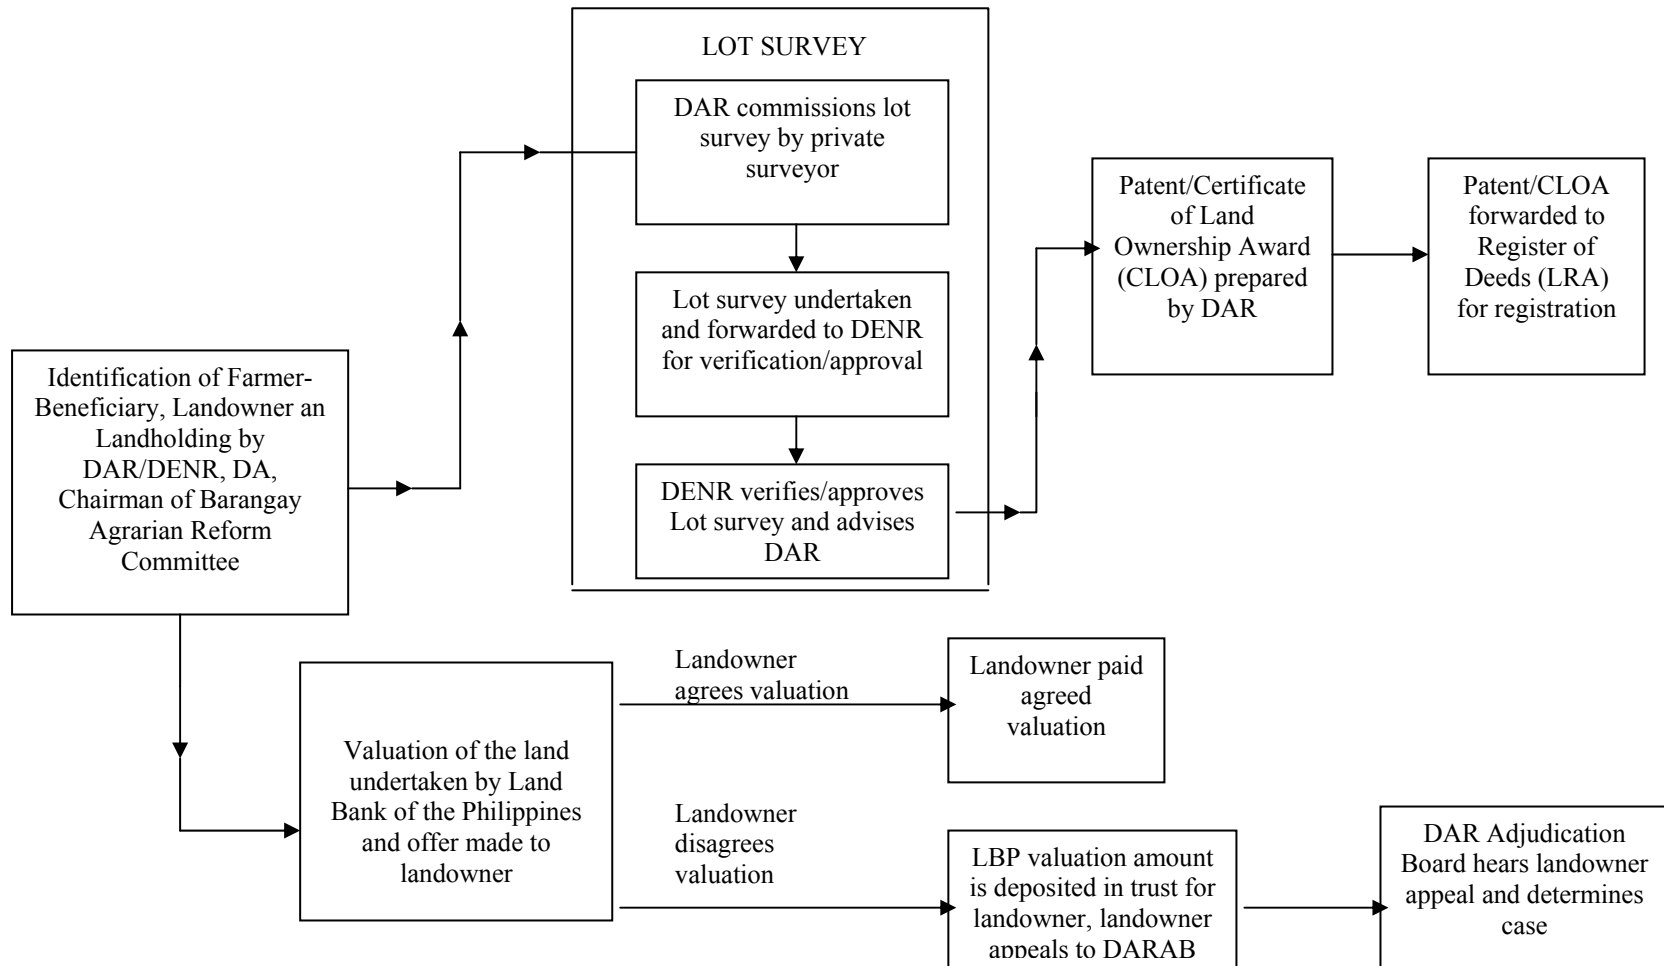 LOT SURVEY
DAR commissions lot
survey by private
surveyor
Lot survey undertaken
and forwarded to DENR
for verification/approval
DENR verifies/approves
Lot survey and advises
DAR
Patent/Certificate
of Land
Ownership Award
(CLOA) prepared
by DAR
Patent/CLOA
forwarded to
Register of
Deeds (LRA)
for registration
Identification of Farmer-
Beneficiary, Landowner an
Landholding by
DAR/DENR, DA,
Chairman of Barangay
Agrarian Reform
Committee
Valuation of the land
undertaken by Land
Bank of the Philippines
and offer made to
landowner
Landowner
agrees valuation
Landowner paid
agreed
valuation
Landowner
disagrees
valuation
LBP valuation amount
is deposited in trust for
landowner, landowner
appeals to DARAB
DAR Adjudication
Board hears landowner
appeal and determines
case